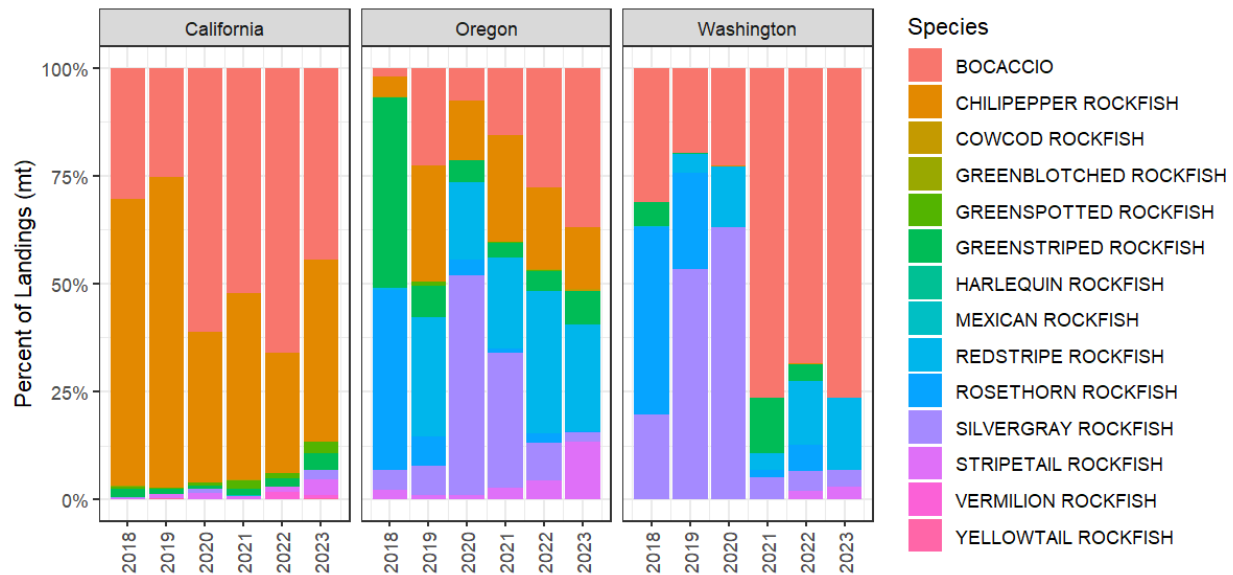 California
Oregon
Washington
Percent of Landings (mt)
100%
75%
50%
25%
0%
2018
2019
2020
2021
2022
2023
2018
2019
2020
2021
2022
2023
2018
2019
2020
2021
2022
2023
Species
BOCACCIO
CHILIPEPPER ROCKFISH
COWCOD ROCKFISH
GREENBLOTCHED ROCKFISH
GREENSPOTTED ROCKFISH
GREENSTRIPED ROCKFISH
HARLEQUIN ROCKFISH
MEXICAN ROCKFISH
REDSTRIPE ROCKFISH
ROSETHORN ROCKFISH
SILVERGRAY ROCKFISH
STRIPETAIL ROCKFISH
VERMILION ROCKFISH
YELLOWTAIL ROCKFISH